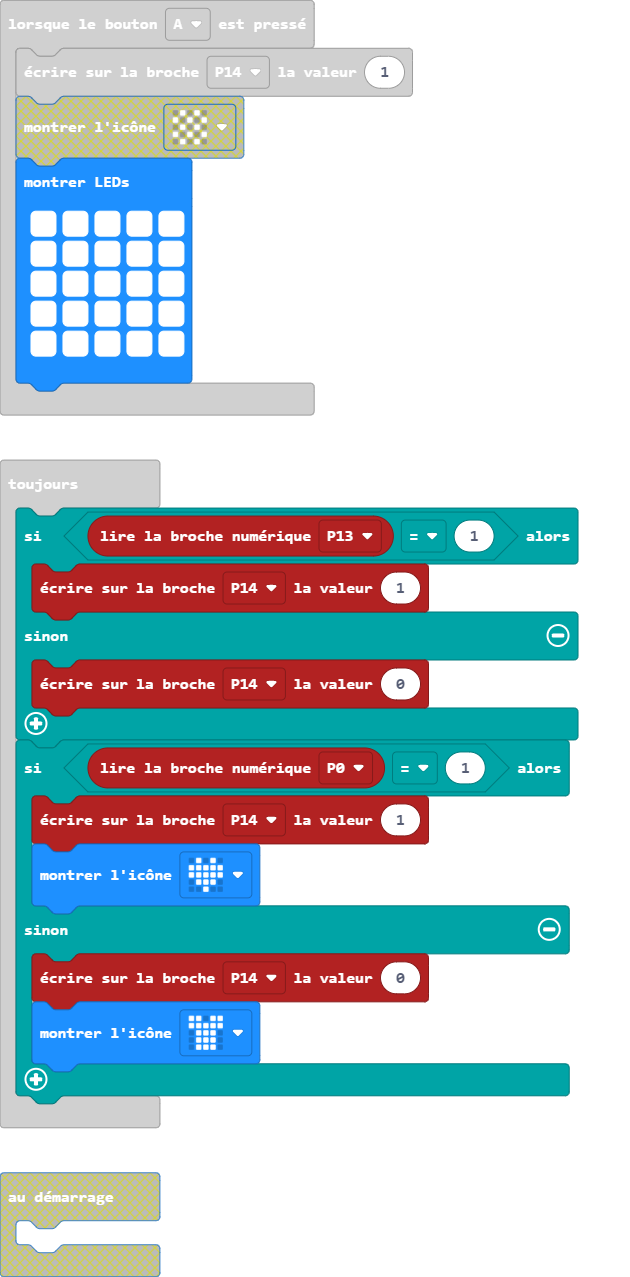 lorsque le bouton A est pressé
écrire sur la broche P14 la valeur 1
montrer l'icône
montrer LEDs
toujours
si lire la broche numérique P13 = 1 alors
écrire sur la broche P14 la valeur 1
sinon
écrire sur la broche P14 la valeur 0
si lire la broche numérique P0 = 1 alors
écrire sur la broche P14 la valeur 1
montrer l'icône
sinon
écrire sur la broche P14 la valeur 0
montrer l'icône
au démarrage